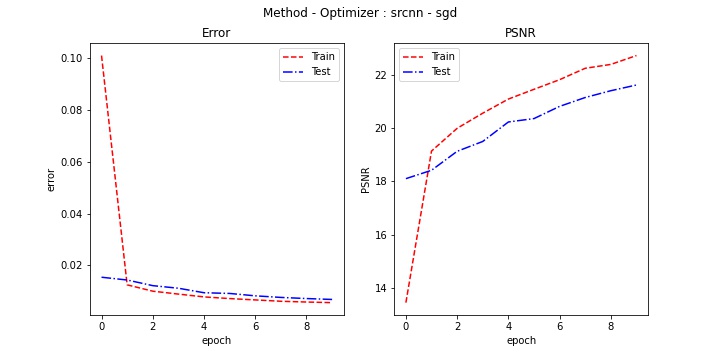 Method - Optimizer : srcnn - sgd
Error
PSNR
Train
Test
Train
Test
0.10
0.08
0.06
0.04
0.02
error
0 2 4 6 8
epoch
22
20
18
16
14
PSNR
0 2 4 6 8
epoch